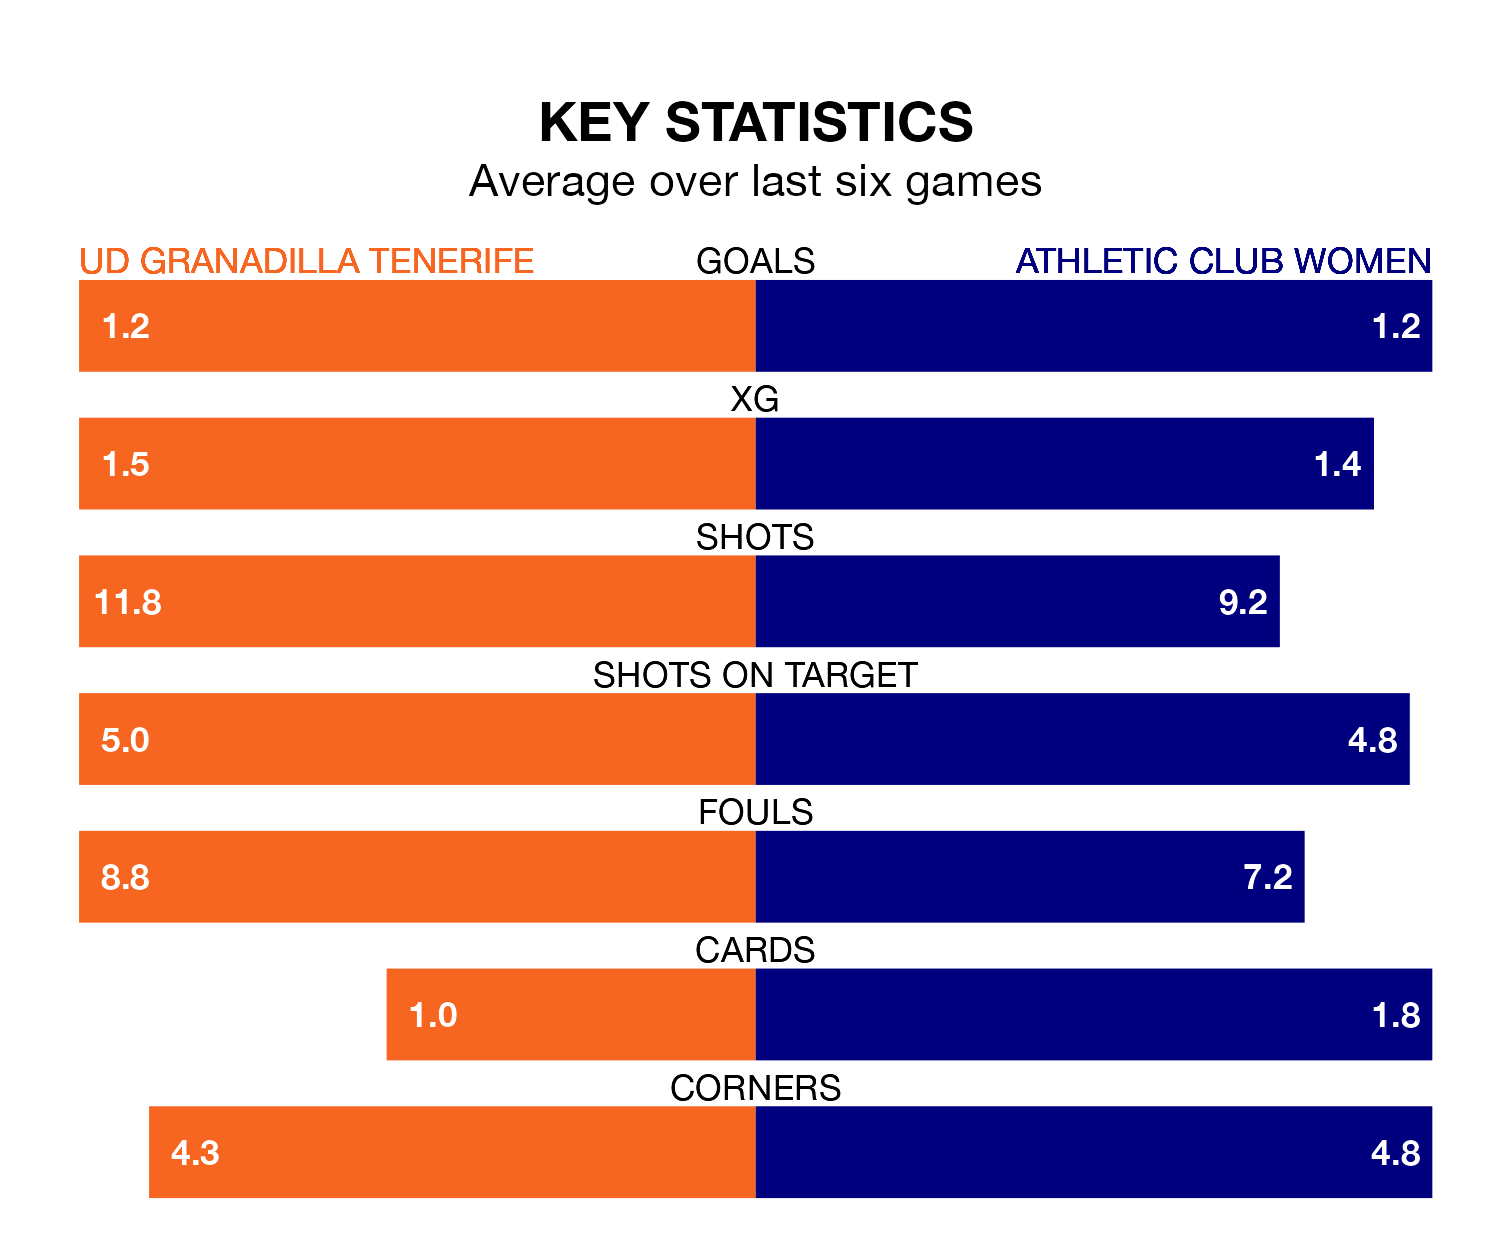 KEY STATISTICS
Average over last six games
UD GRANADILLA TENERIFE GOALS ATHLETIC CLUB WOMEN
1.2 1.2
XG
1.5 1.4
SHOTS
11.8 9.2
SHOTS ON TARGET
5.0 4.8
FOULS
8.8 7.2
CARDS
1.0 1.8
CORNERS
4.3 4.8